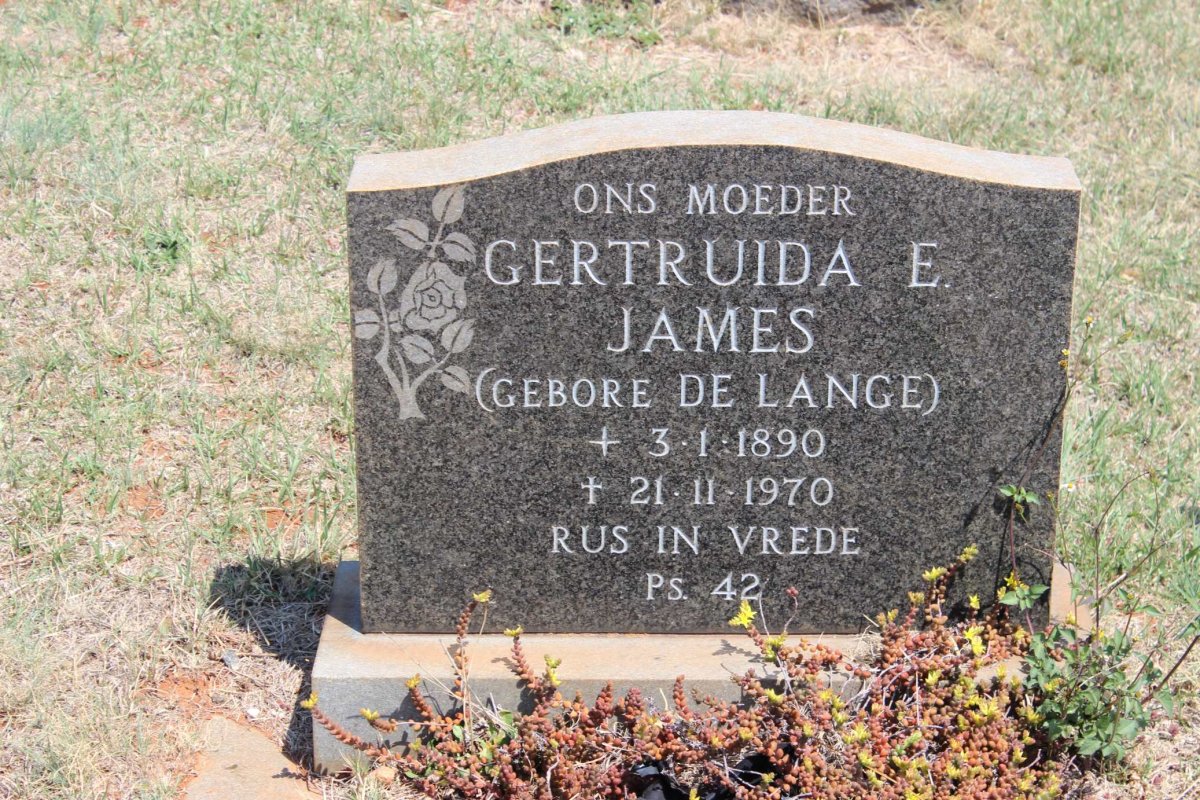 ONS MOEDER
GERTRUIDA E.
JAMES
(GEBORE DE LANGE)
+ 3·1·1890
† 21·11·1970
RUS IN VREDE
Ps. 42